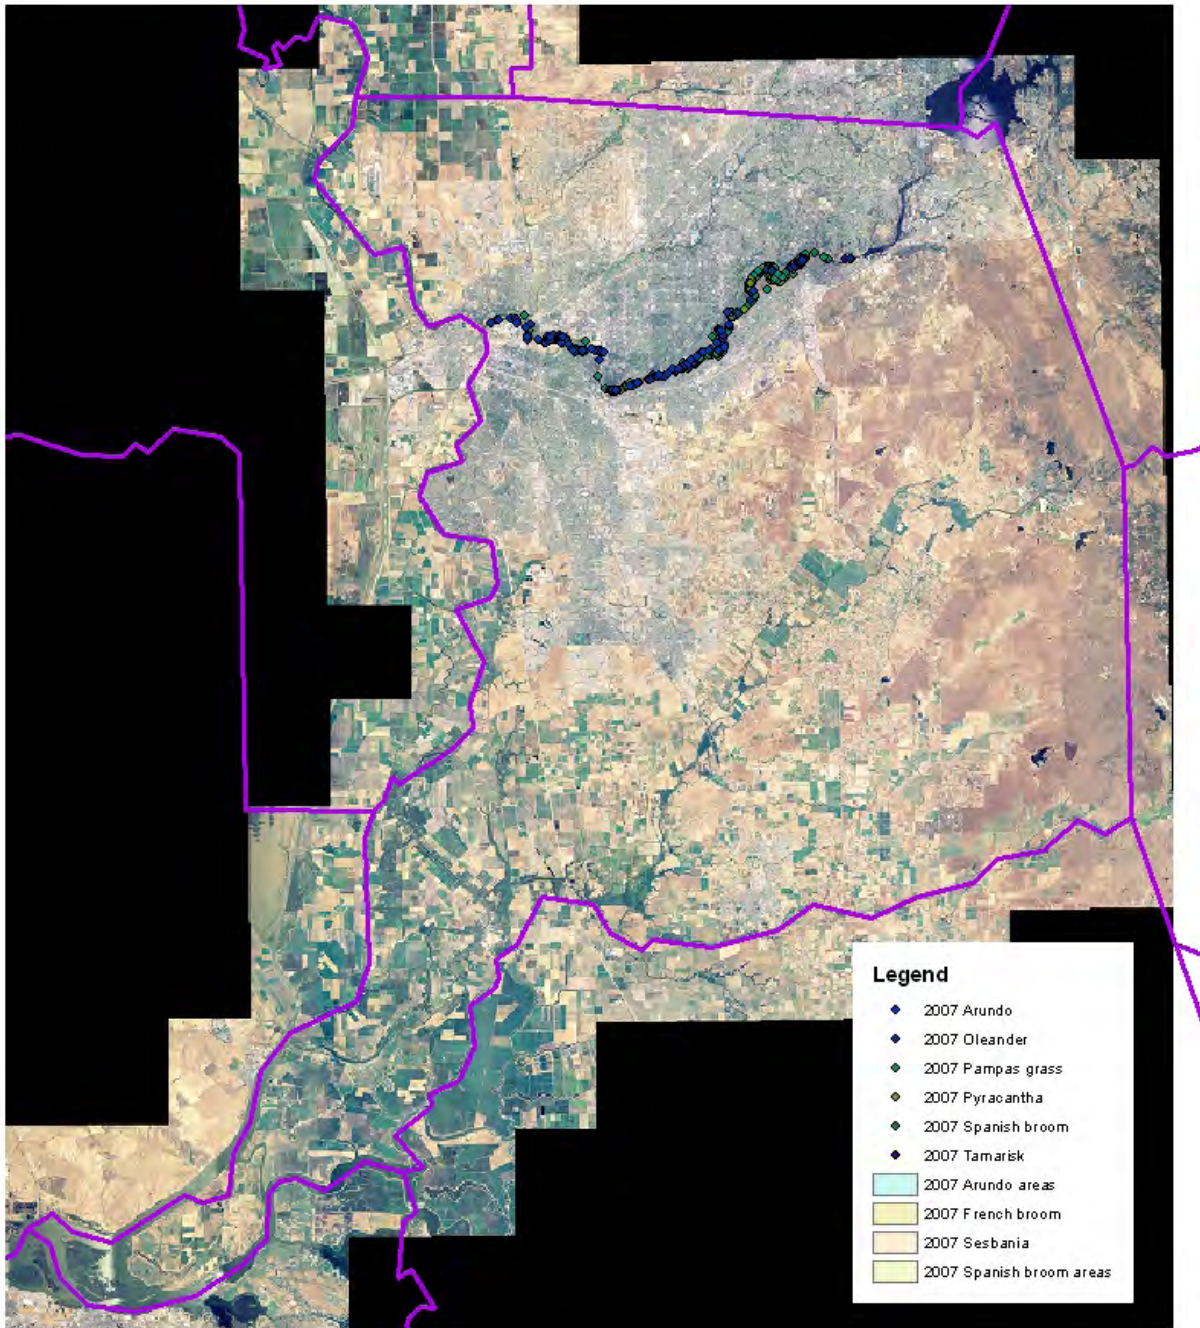 Legend
2007 Arundo
2007 Oleander
2007 Pampas grass
2007 Pyracantha
2007 Spanish broom
2007 Tamarisk
2007 Arundo areas
2007 French broom
2007 Sesbania
2007 Spanish broom areas